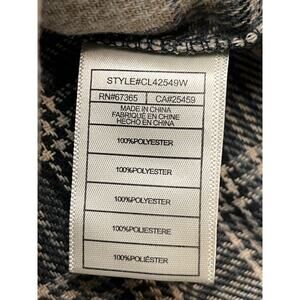 STYLE#CL42549W
RN#67365 CA#25459
MADE IN CHINA
FABRIQUÉ EN CHINE
HECHO EN CHINA
100%POLYESTER
100%POLYESTER
100%POLYESTER
100%POLIESTERE
100%POLIÉSTER